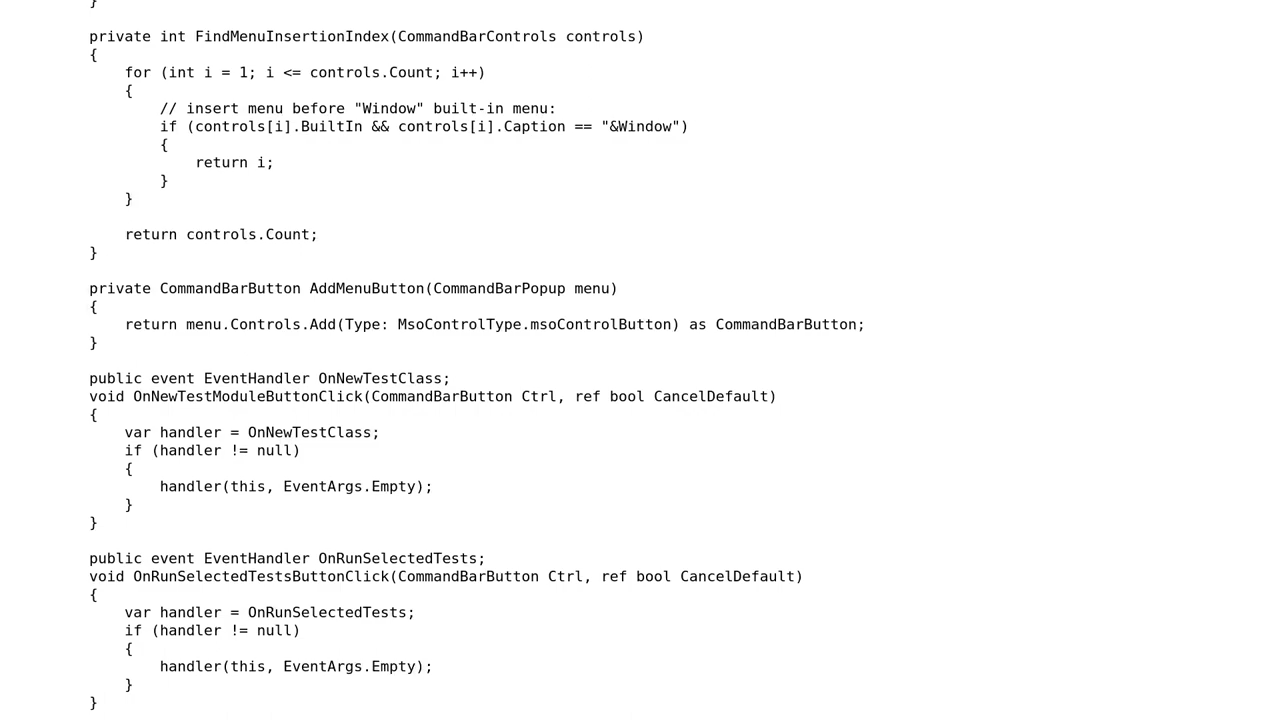 }
private int FindMenuInsertionIndex(CommandBarControls controls)
{
for (int i = 1; i <= controls.Count; i++)
{
// insert menu before "Window" built-in menu:
if (controls[i].BuiltIn && controls[i].Caption == "&Window")
{
return i;
}
}
return controls.Count;
}
private CommandBarButton AddMenuButton(CommandBarPopup menu)
{
return menu.Controls.Add(Type: MsoControlType.msoControlButton) as CommandBarButton;
}
public event EventHandler OnNewTestClass;
void OnNewTestModuleButtonClick(CommandBarButton Ctrl, ref bool CancelDefault)
{
var handler = OnNewTestClass;
if (handler != null)
{
handler(this, EventArgs.Empty);
}
}
public event EventHandler OnRunSelectedTests;
void OnRunSelectedTestsButtonClick(CommandBarButton Ctrl, ref bool CancelDefault)
{
var handler = OnRunSelectedTests;
if (handler != null)
{
handler(this, EventArgs.Empty);
}
}